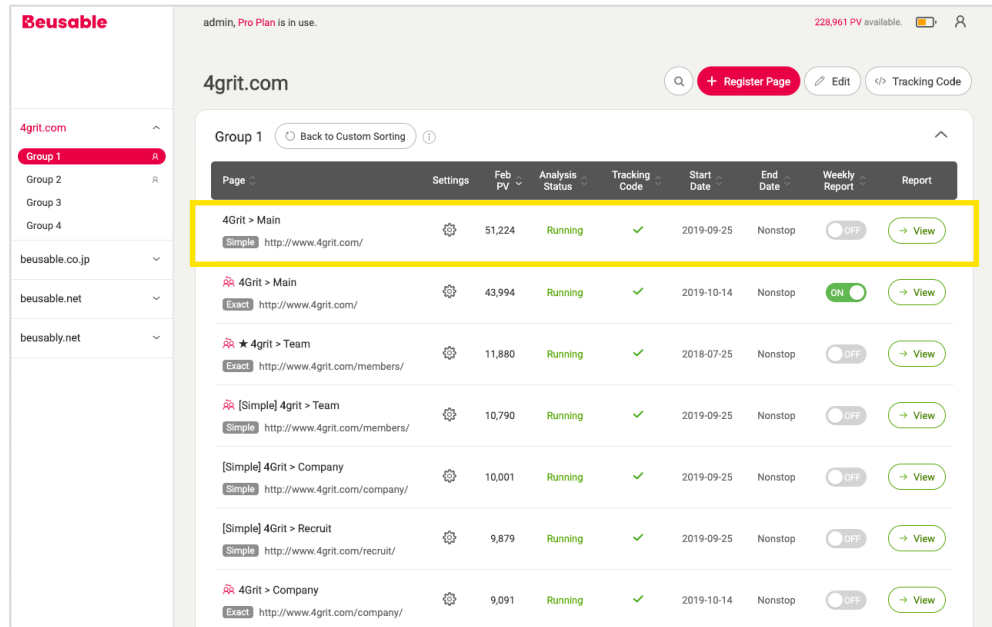 Beusable
admin, Pro Plan is in use.
228,961 PV available.
4grit.com
+ Register Page
Edit
</> Tracking Code
4grit.com
Group 1
Group 2
Group 3
Group 4
beusable.co.jp
beusable.net
beusably.net
Group 1
Back to Custom Sorting
Page Settings Feb PV Analysis Status Tracking Code Start Date End Date Weekly Report Report
4Grit > Main
Simple http://www.4grit.com/
51,224 Running 2019-09-25 Nonstop OFF → View
4Grit > Main
Exact http://www.4grit.com/
43,994 Running 2019-10-14 Nonstop ON → View
★ 4grit > Team
Exact http://www.4grit.com/members/
11,880 Running 2018-07-25 Nonstop OFF → View
[Simple] 4grit > Team
Simple http://www.4grit.com/members/
10,790 Running 2019-09-25 Nonstop OFF → View
[Simple] 4Grit > Company
Simple http://www.4grit.com/company/
10,001 Running 2019-09-25 Nonstop OFF → View
[Simple] 4Grit > Recruit
Simple http://www.4grit.com/recruit/
9,879 Running 2019-09-25 Nonstop OFF → View
4Grit > Company
Exact http://www.4grit.com/company/
9,091 Running 2019-10-14 Nonstop OFF → View